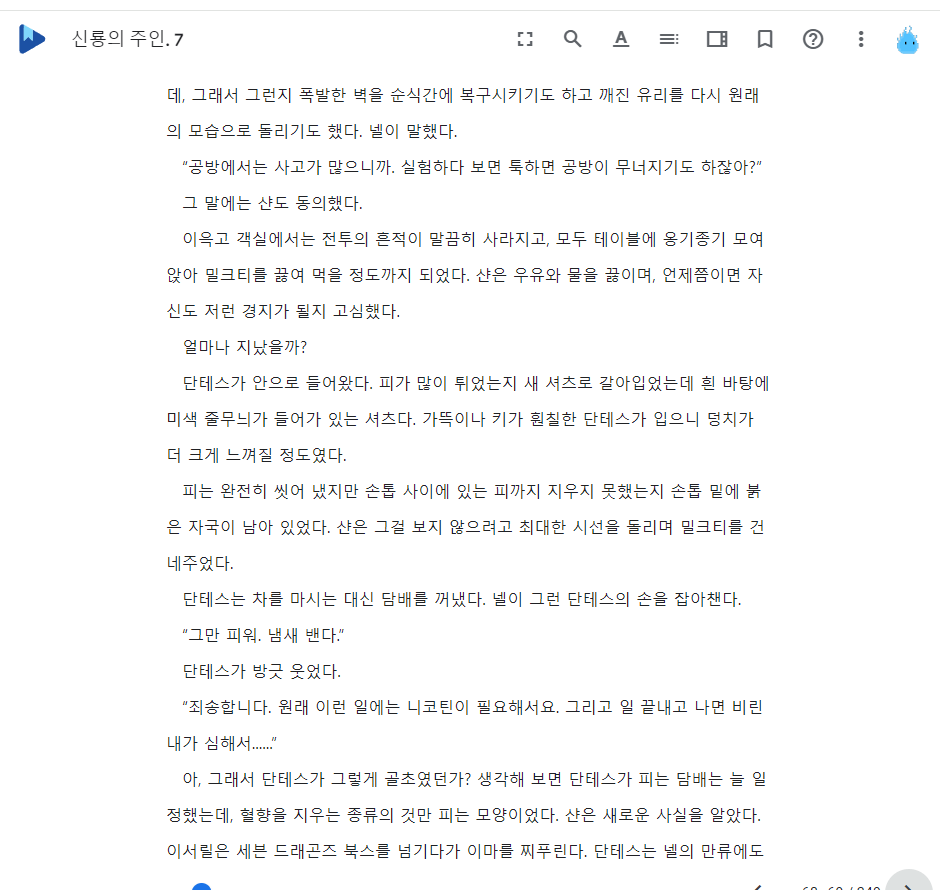 신룡의 주인. 7
데, 그래서 그런지 폭발한 벽을 순식간에 복구시키기도 하고 깨진 유리를 다시 원래
의 모습으로 돌리기도 했다. 넬이 말했다.
“공방에서는 사고가 많으니까. 실험하다 보면 툭하면 공방이 무너지기도 하잖아?”
그 말에는 샨도 동의했다.
이윽고 객실에서는 전투의 흔적이 말끔히 사라지고, 모두 테이블에 옹기종기 모여
앉아 밀크티를 끓여 먹을 정도까지 되었다. 샨은 우유와 물을 끓이며, 언제쯤이면 자
신도 저런 경지가 될지 고심했다.
얼마나 지났을까?
단테스가 안으로 들어왔다. 피가 많이 튀었는지 새 셔츠로 갈아입었는데 흰 바탕에
미색 줄무늬가 들어가 있는 셔츠다. 가뜩이나 키가 훤칠한 단테스가 입으니 덩치가
더 크게 느껴질 정도였다.
피는 완전히 씻어 냈지만 손톱 사이에 있는 피까지 지우지 못했는지 손톱 밑에 붉
은 자국이 남아 있었다. 샨은 그걸 보지 않으려고 최대한 시선을 돌리며 밀크티를 건
네주었다.
단테스는 차를 마시는 대신 담배를 꺼냈다. 넬이 그런 단테스의 손을 잡아챈다.
“그만 피워. 냄새 밴다.”
단테스가 방긋 웃었다.
“죄송합니다. 원래 이런 일에는 니코틴이 필요해서요. 그리고 일 끝내고 나면 비린
내가 심해서……”
아, 그래서 단테스가 그렇게 골초였던가? 생각해 보면 단테스가 피는 담배는 늘 일
정했는데, 혈향을 지우는 종류의 것만 피는 모양이었다. 샨은 새로운 사실을 알았다.
이서릴은 세븐 드래곤즈 북스를 넘기다가 이마를 찌푸린다. 단테스는 넬의 만류에도